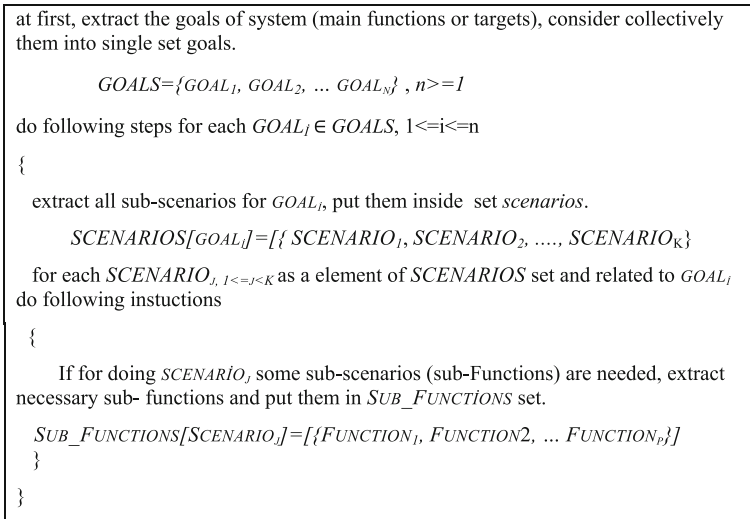 at first, extract the goals of system (main functions or targets), consider collectively
them into single set goals.
GOALS={GOAL1, GOAL2, ... GOALN} , n>=1
do following steps for each GOALİ ∈ GOALS, 1<=i<=n
{
extract all sub-scenarios for GOALİ, put them inside set scenarios.
SCENARIOS[GOALİ]=[{ SCENARIO1, SCENARIO2, ...., SCENARIOK}
for each SCENARIOJ, 1<=J<K as a element of SCENARIOS set and related to GOALİ
do following instuctions
{
If for doing SCENARİOJ some sub-scenarios (sub-Functions) are needed, extract
necessary sub- functions and put them in SUB_FUNCTİONS set.
SUB_FUNCTIONS[SCENARIOJ]=[{FUNCTION1, FUNCTION2, ... FUNCTIONP}]
}
}